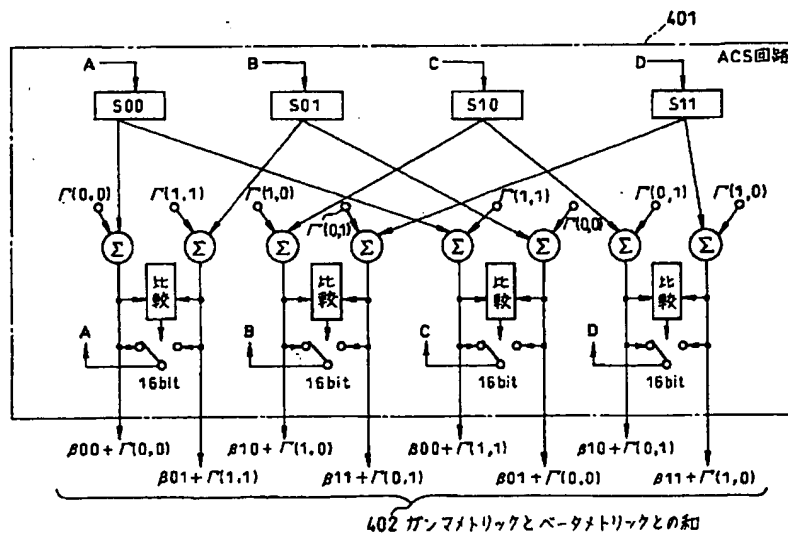 401
ACS回路
A B C D
S00 S01 S10 S11
Γ(0,0) Γ(1,1) Γ(1,0) Γ(0,1) Γ(1,1) Γ(0,0) Γ(0,1) Γ(1,0)
Σ Σ Σ Σ Σ Σ Σ Σ
比較 比較 比較 比較
A B C D
16bit 16bit 16bit 16bit
β00+Γ(0,0) β10+Γ(1,0) β00+Γ(1,1) β10+Γ(0,1)
β01+Γ(1,1) β11+Γ(0,1) β01+Γ(0,0) β11+Γ(1,0)
402 ガンマメトリックとベータメトリックとの和